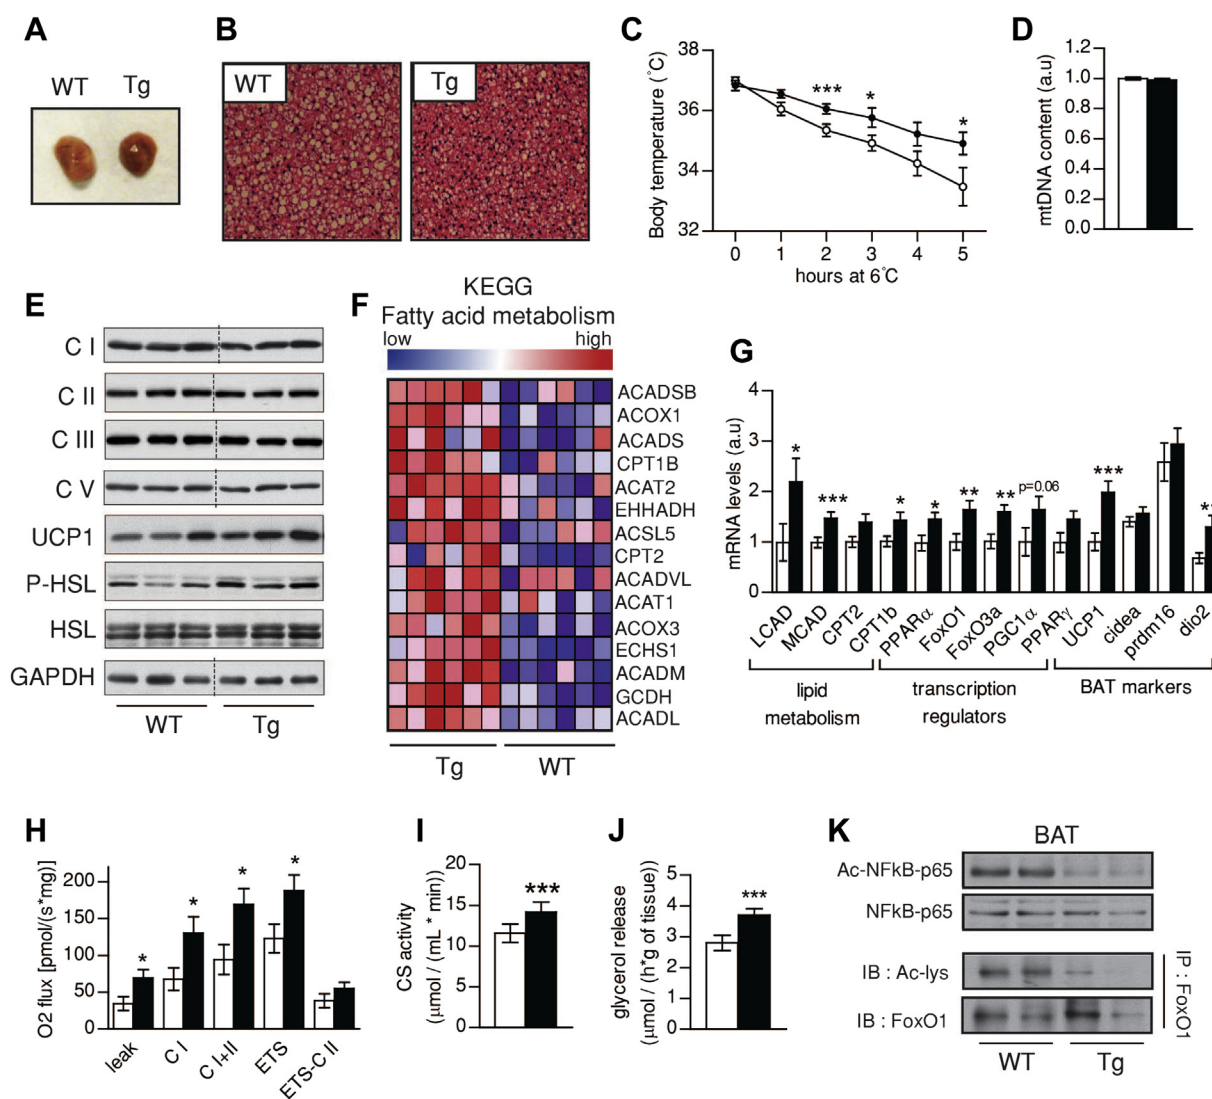 A
WT Tg
B
WT
Tg
C
Body temperature (°C)
38
36
34
32
*** * *
0 1 2 3 4 5
hours at 6°C
D
mtDNA content (a.u)
1.2
1.0
0.8
0.6
0.4
0.2
0.0
E
C I
C II
C III
C V
UCP1
P-HSL
HSL
GAPDH
WT Tg
F
KEGG
Fatty acid metabolism
low high
ACADSB
ACOX1
ACADS
CPT1B
ACAT2
EHHADH
ACSL5
CPT2
ACADVL
ACAT1
ACOX3
ECHS1
ACADM
GCDH
ACADL
Tg WT
G
mRNA levels (a.u)
4
3
2
1
0
* *** * * ** ** p=0.06 *** **
LCAD MCAD CPT2 CPT1b PPARα FoxO1 FoxO3a PGC1α PPARγ UCP1 cidea prdm16 dio2
lipid metabolism
transcription regulators
BAT markers
H
O2 flux [pmol/(s*mg)]
200
150
100
50
0
* * * *
leak C I C I+II ETS ETS-C II
I
CS activity
(μmol / (mL * min))
20
15
10
5
0
***
J
glycerol release
(μmol / (h*g of tissue))
5
4
3
2
1
0
***
K
BAT
Ac-NFkB-p65
NFkB-p65
IB : Ac-lys
IB : FoxO1
IP : FoxO1
WT Tg